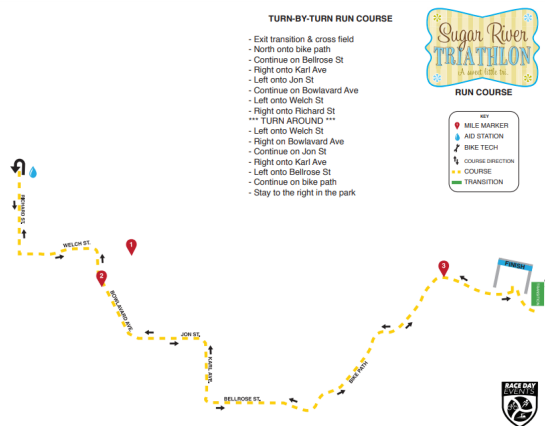 TURN-BY-TURN RUN COURSE
- Exit transition & cross field
- North onto bike path
- Continue on Bellrose St
- Right onto Karl Ave
- Left onto Jon St
- Continue on Bowlavard Ave
- Left onto Welch St
- Right onto Richard St
*** TURN AROUND ***
- Left onto Welch St
- Right on Bowlavard Ave
- Continue on Jon St
- Right onto Karl Ave
- Left onto Bellrose St
- Continue on bike path
- Stay to the right in the park
Sugar River
TRIATHLON
A sweet little tri...
RUN COURSE
KEY
MILE MARKER
AID STATION
BIKE TECH
COURSE DIRECTION
COURSE
TRANSITION
RICHARD ST.
WELCH ST.
1
2
BOWLAVARD AVE.
JON ST.
KARL AVE.
BELLROSE ST.
BIKE PATH
3
FINISH
RACE DAY
EVENTS